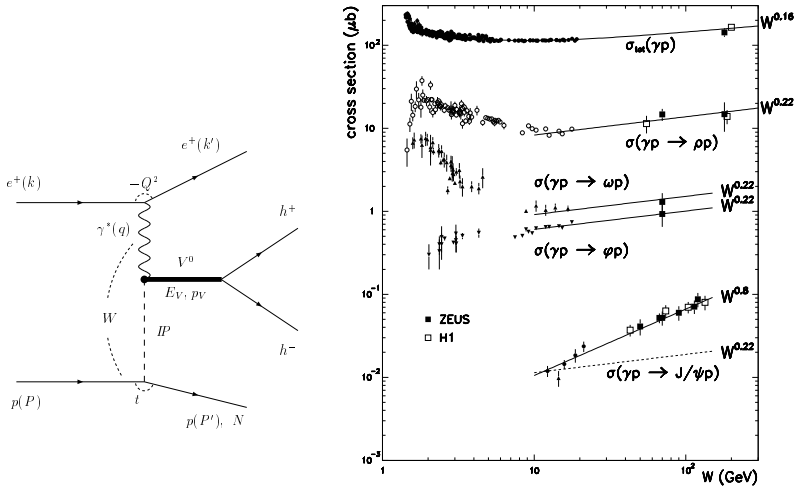 e⁺(k)
e⁺(k′)
−Q²
γ*(q)
h⁺
V⁰
E_V, p_V
W
IP
h⁻
p(P)
t
p(P′), N
cross section (μb)
10²
10
1
10⁻¹
10⁻²
10⁻³
W^0.16
σ_tot(γp)
W^0.22
σ(γp → ρp)
σ(γp → ωp)
W^0.22
W^0.22
σ(γp → φp)
W^0.8
ZEUS
H1
W^0.22
σ(γp → J/ψp)
1
10
10²
W (GeV)